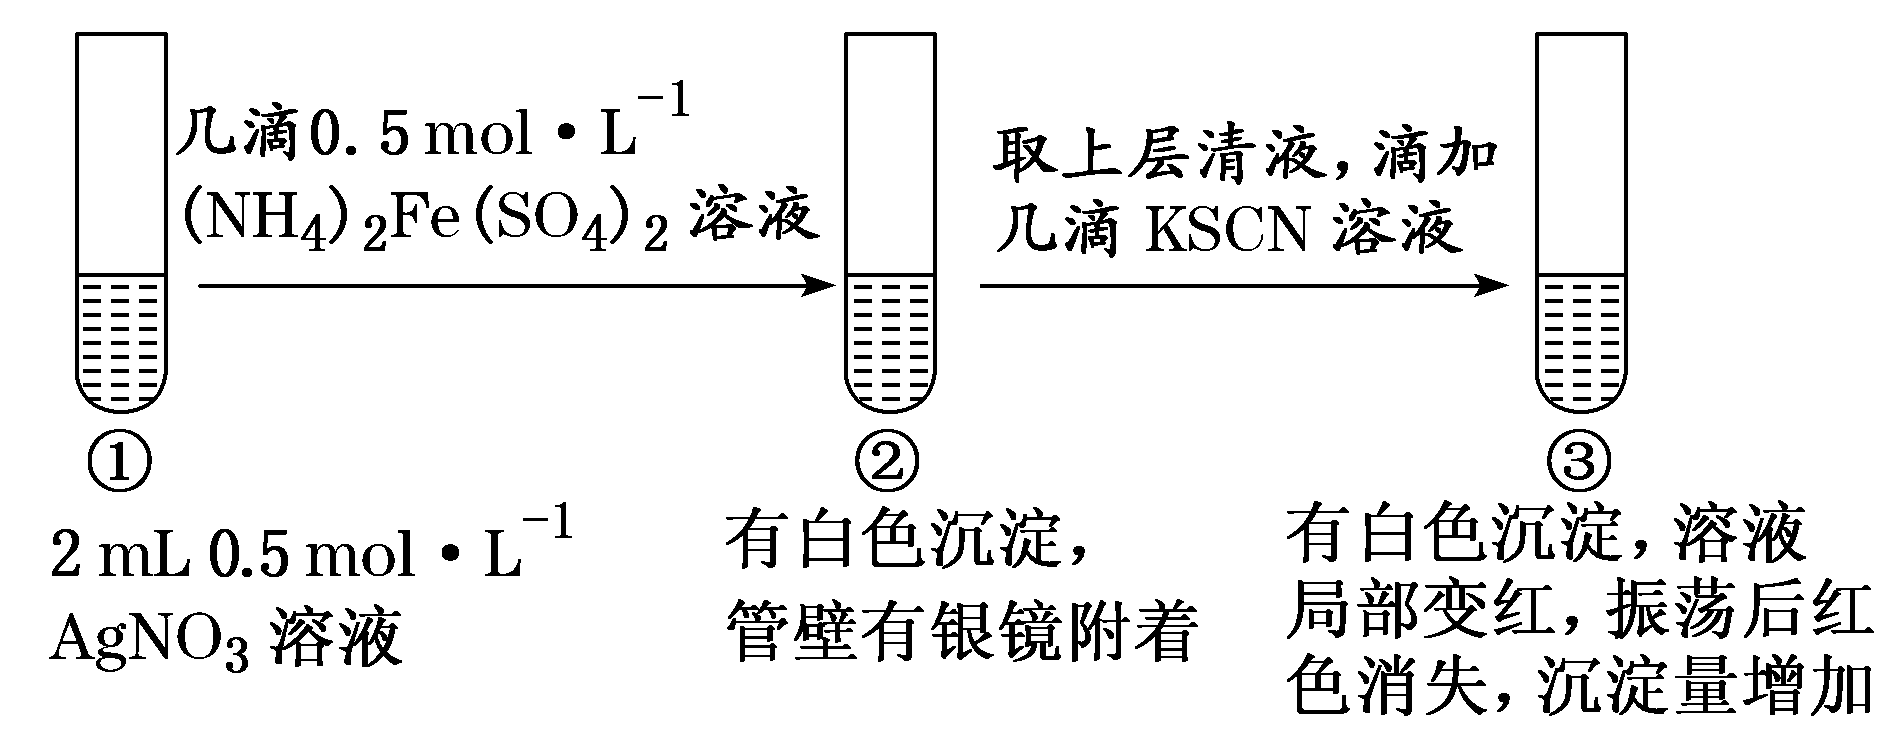 几滴0.5 mol·L⁻¹
(NH₄)₂Fe(SO₄)₂ 溶液
取上层清液，滴加
几滴 KSCN 溶液
①
②
③
2 mL 0.5 mol·L⁻¹
AgNO₃ 溶液
有白色沉淀，
管壁有银镜附着
有白色沉淀，溶液
局部变红，振荡后红
色消失，沉淀量增加